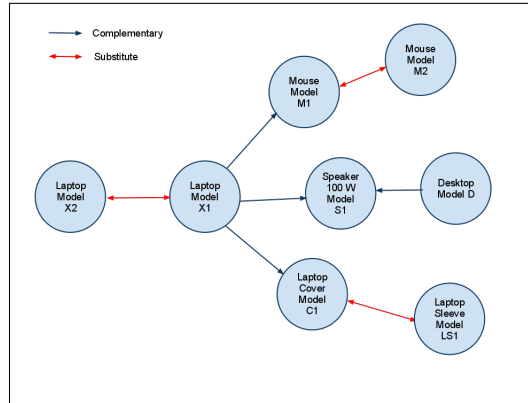 Complementary
Substitute
Mouse
Model
M2
Mouse
Model
M1
Laptop
Model
X2
Laptop
Model
X1
Speaker
100 W
Model
S1
Desktop
Model D
Laptop
Cover
Model
C1
Laptop
Sleeve
Model
LS1